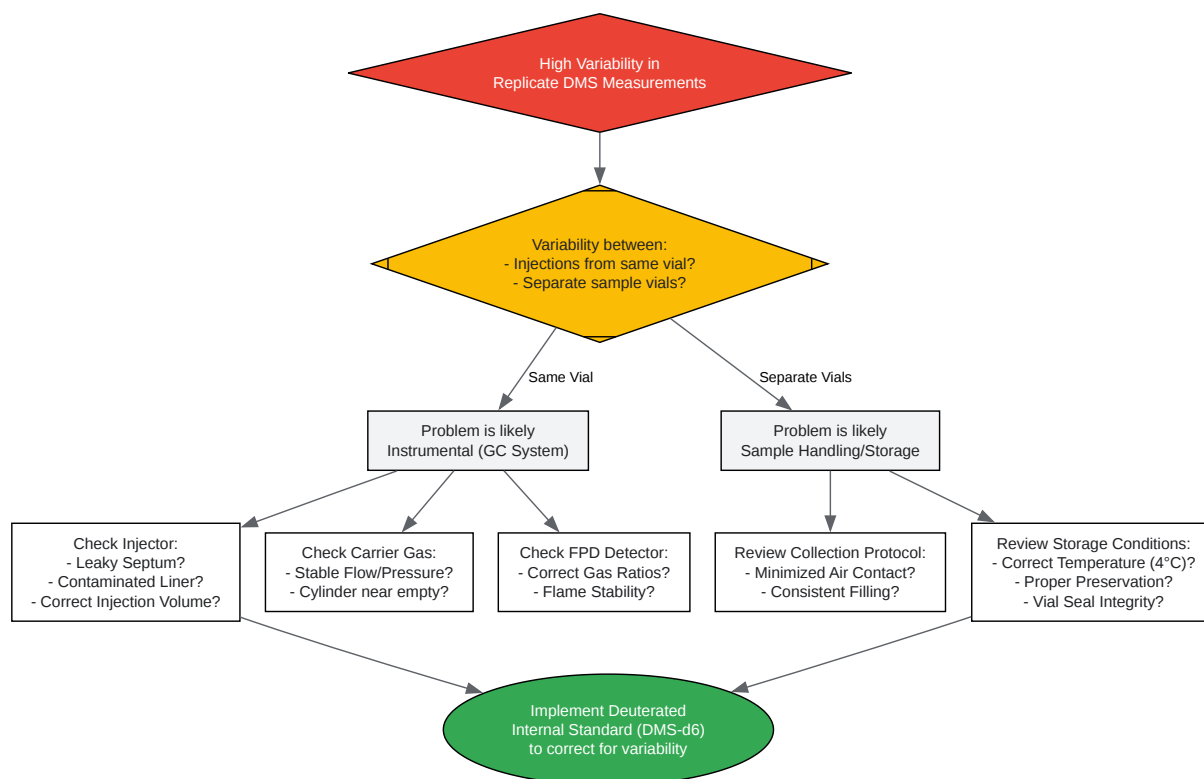 High Variability in
Replicate DMS Measurements
Variability between:
- Injections from same vial?
- Separate sample vials?
Same Vial
Separate Vials
Problem is likely
Instrumental (GC System)
Problem is likely
Sample Handling/Storage
Check Injector:
- Leaky Septum?
- Contaminated Liner?
- Correct Injection Volume?
Check Carrier Gas:
- Stable Flow/Pressure?
- Cylinder near empty?
Check FPD Detector:
- Correct Gas Ratios?
- Flame Stability?
Review Collection Protocol:
- Minimized Air Contact?
- Consistent Filling?
Review Storage Conditions:
- Correct Temperature (4°C)?
- Proper Preservation?
- Vial Seal Integrity?
Implement Deuterated
Internal Standard (DMS-d6)
to correct for variability